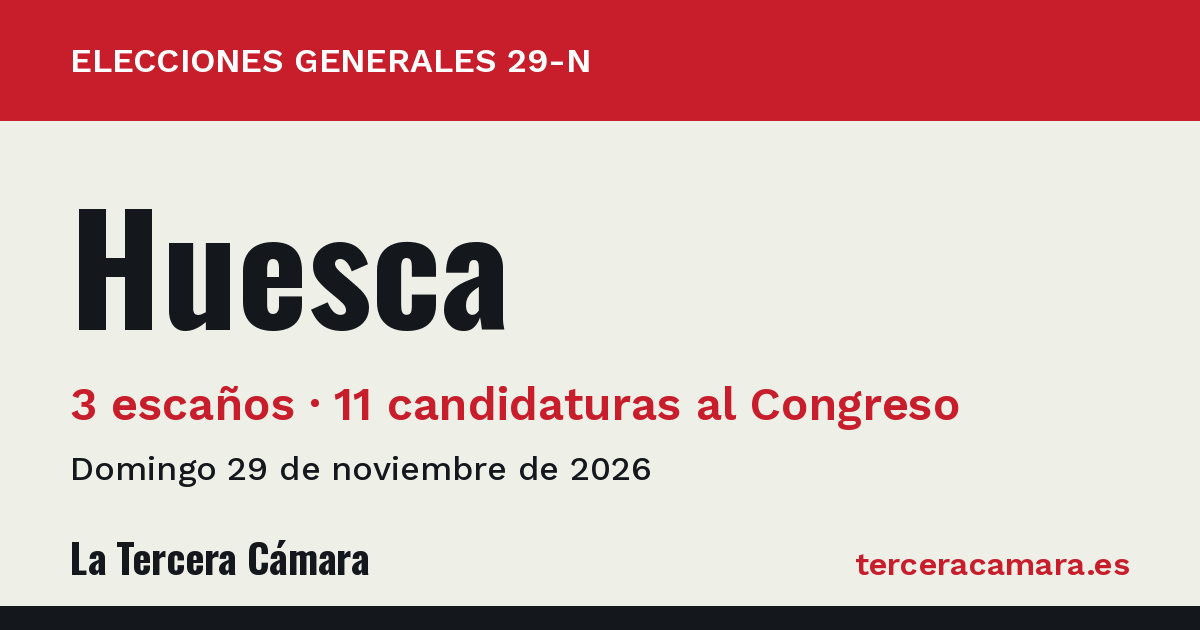 ELECCIONES GENERALES 29-N
Huesca
3 escaños · 11 candidaturas al Congreso
Domingo 29 de noviembre de 2026
La Tercera Cámara
terceracamara.es